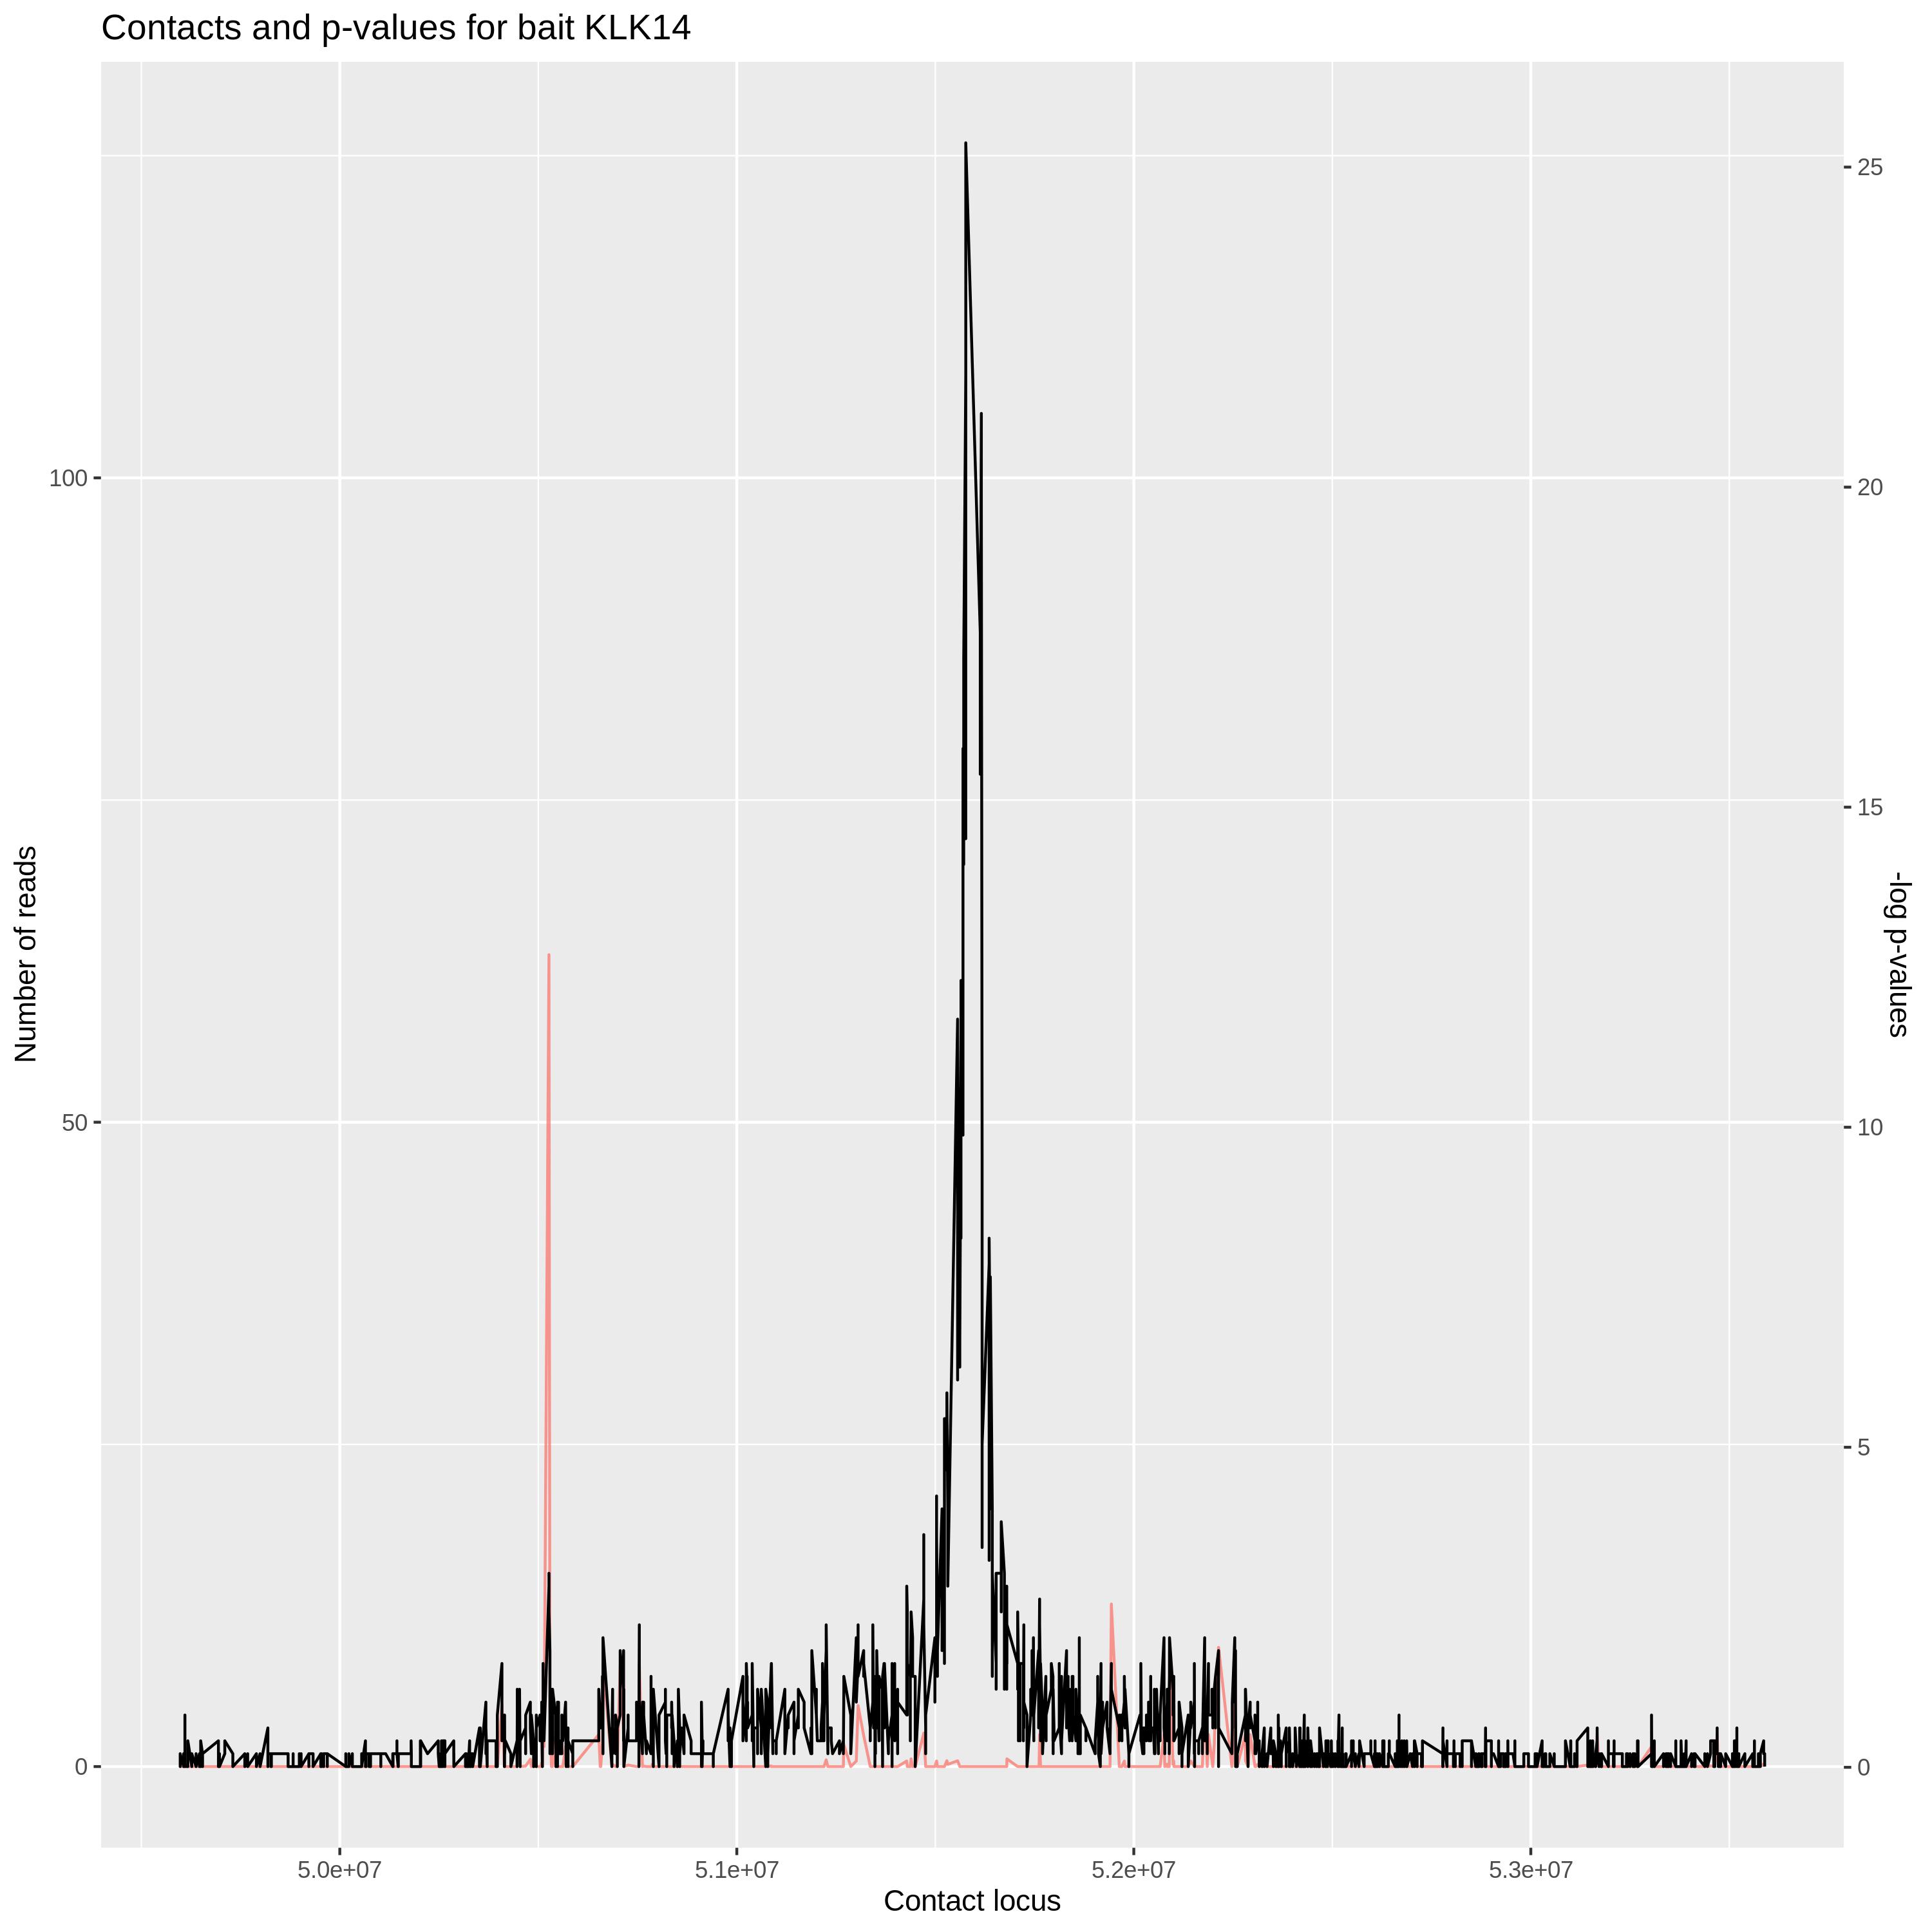 Contacts and p-values for bait KLK14
Number of reads
100
50
0
25
20
15
10
5
0
-log p-values
5.0e+07
5.1e+07
5.2e+07
5.3e+07
Contact locus